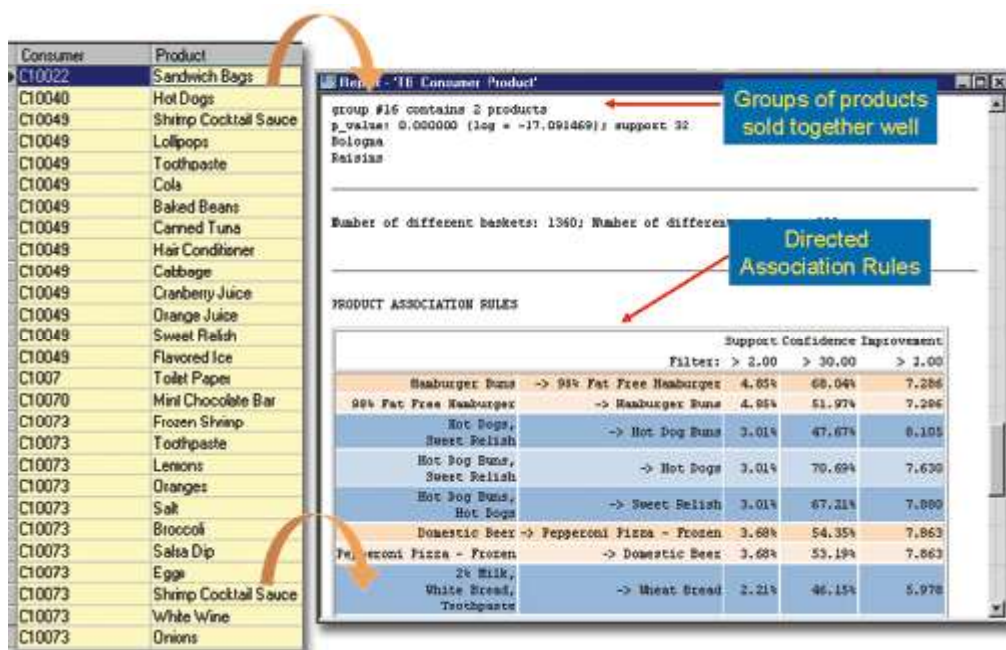 Consumer Product
C10022 Sandwich Bags
C10040 Hot Dogs
C10049 Shrimp Cocktail Sauce
C10049 Lollipops
C10049 Toothpaste
C10049 Cola
C10049 Baked Beans
C10049 Canned Tuna
C10049 Hair Conditioner
C10049 Cabbage
C10049 Cranberry Juice
C10049 Orange Juice
C10049 Sweet Relish
C10049 Flavored Ice
C1007 Toilet Paper
C10070 Mint Chocolate Bar
C10073 Frozen Shrimp
C10073 Toothpaste
C10073 Lemons
C10073 Oranges
C10073 Salt
C10073 Broccoli
C10073 Salsa Dip
C10073 Eggs
C10073 Shrimp Cocktail Sauce
C10073 White Wine
C10073 Onions
Consumer Product'
group #16 contains 2 products
p_value: 0.000000 (log = -17.091469); support 32
Bologna
Raisins
Groups of products
sold together well
Number of different baskets: 1360; Number of
Directed
Association Rules
PRODUCT ASSOCIATION RULES
Support Confidence Improvement
Filter: > 2.00 > 30.00 > 1.00
Hamburger Buns -> 98% Fat Free Hamburger 4.85% 68.04% 7.286
98% Fat Free Hamburger -> Hamburger Buns 4.85% 51.97% 7.286
Hot Dogs,
Sweet Relish -> Hot Dog Buns 3.01% 47.67% 8.105
Hot Dog Buns,
Sweet Relish -> Hot Dogs 3.01% 70.69% 7.630
Hot Dog Buns,
Hot Dogs -> Sweet Relish 3.01% 67.21% 7.880
Domestic Beer -> Pepperoni Pizza - Frozen 3.68% 54.35% 7.863
Pepperoni Pizza - Frozen -> Domestic Beer 3.68% 53.19% 7.863
2% Milk,
White Bread,
Toothpaste -> Wheat Bread 2.21% 46.15% 5.978